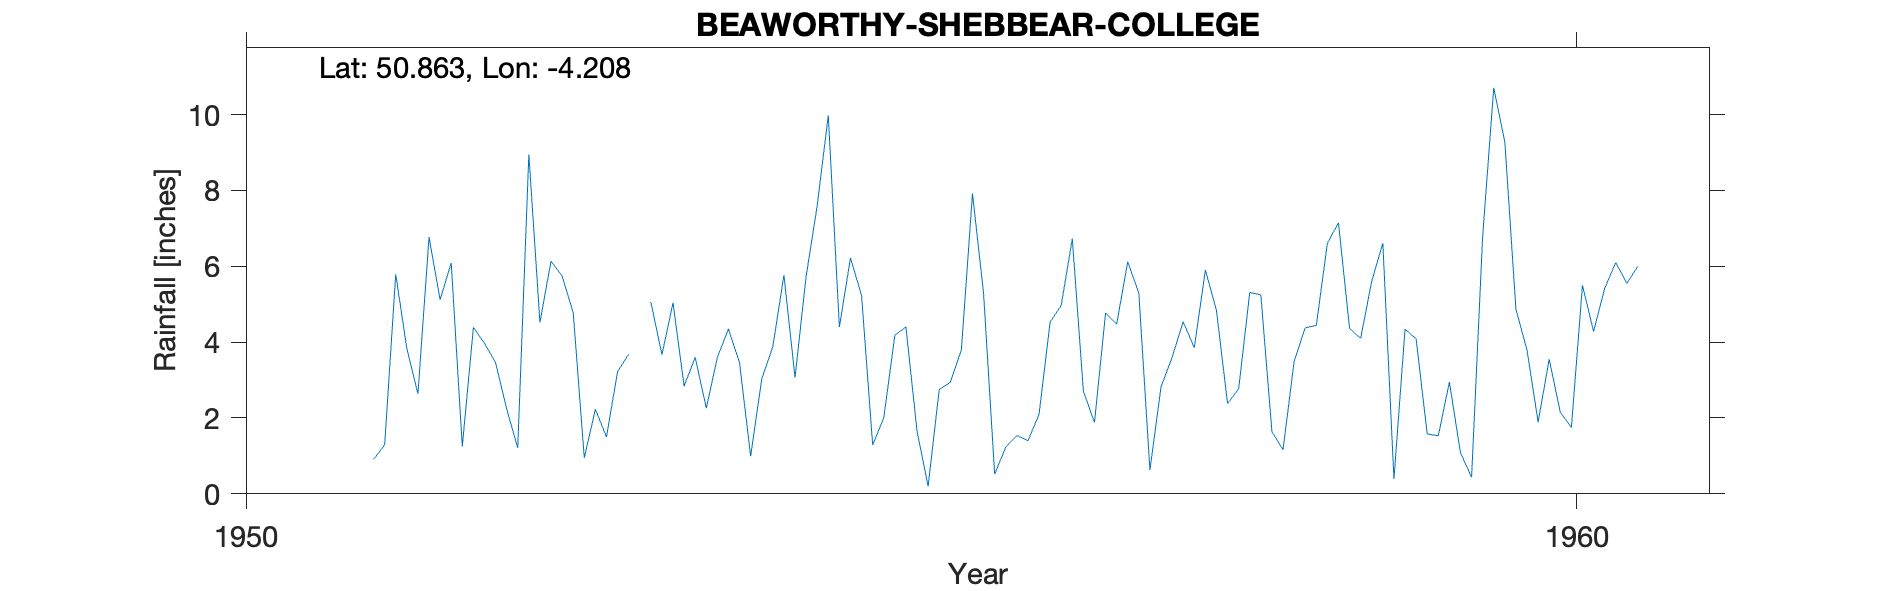 BEAWORTHY-SHEBBEAR-COLLEGE
Lat: 50.863, Lon: -4.208
10
8
6
4
2
0
Rainfall [inches]
1950
1960
Year